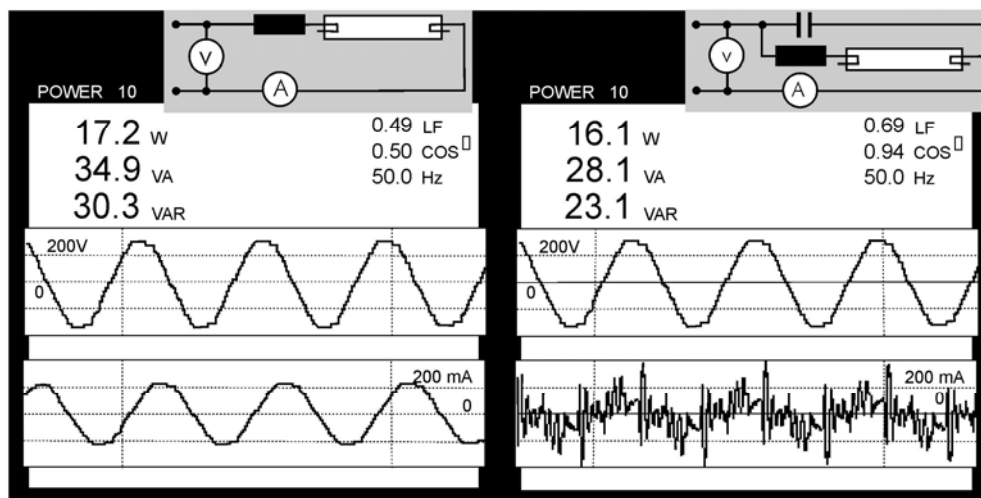 V
A
POWER 10
17.2 W
34.9 VA
30.3 VAR
0.49 LF
0.50 COS▯
50.0 Hz
200V
0
200 mA
0
V
A
POWER 10
16.1 W
28.1 VA
23.1 VAR
0.69 LF
0.94 COS▯
50.0 Hz
200V
0
200 mA
0